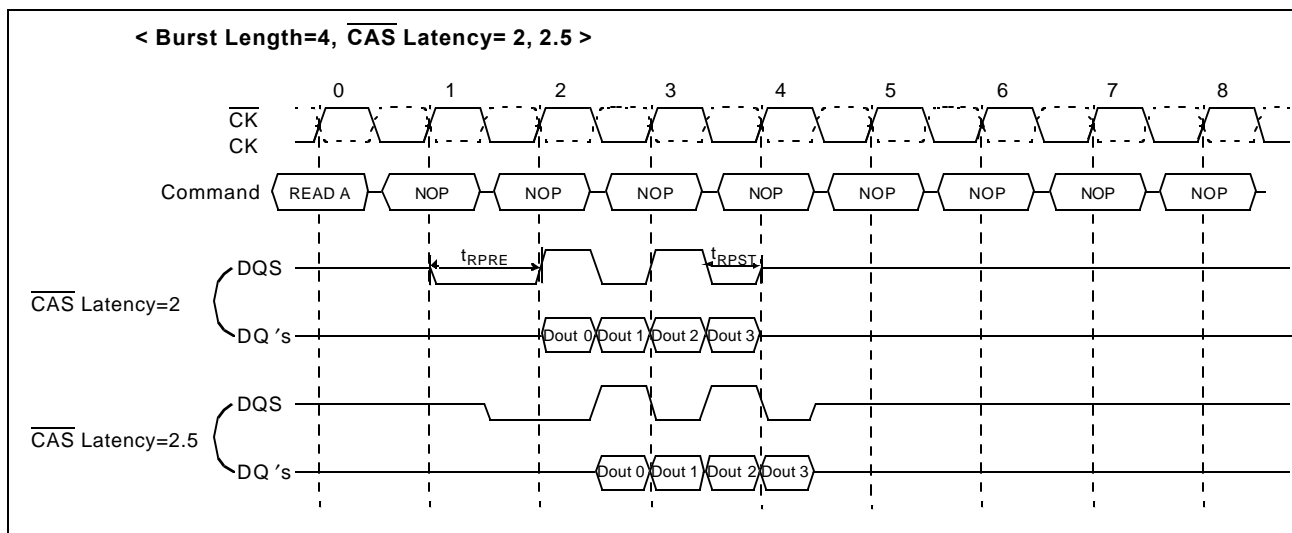 < Burst Length=4, CAS Latency= 2, 2.5 >
0 1 2 3 4 5 6 7 8
CK
CK
Command READ A NOP NOP NOP NOP NOP NOP NOP NOP
DQS tRPRE tRPST
CAS Latency=2
DQ 's Dout 0 Dout 1 Dout 2 Dout 3
DQS
CAS Latency=2.5
DQ 's Dout 0 Dout 1 Dout 2 Dout 3